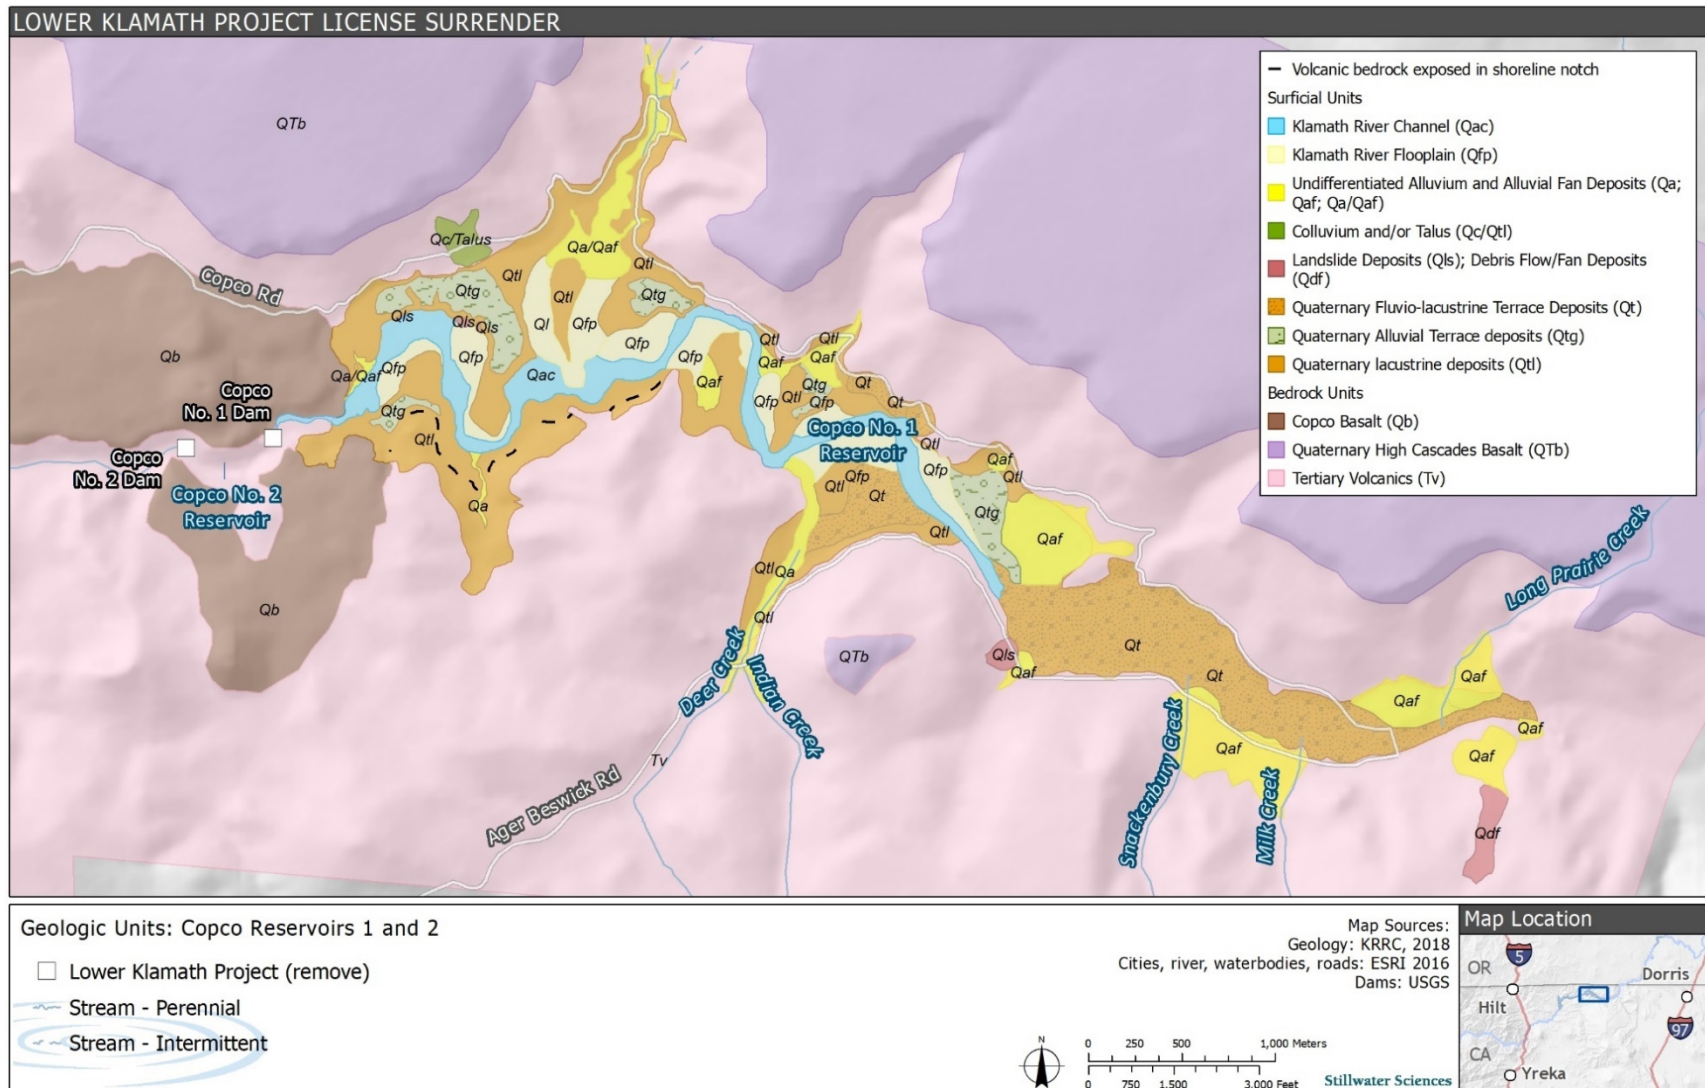 LOWER KLAMATH PROJECT LICENSE SURRENDER
Volcanic bedrock exposed in shoreline notch
Surficial Units
Klamath River Channel (Qac)
Klamath River Flooplain (Qfp)
Undifferentiated Alluvium and Alluvial Fan Deposits (Qa;
Qaf; Qa/Qaf)
Colluvium and/or Talus (Qc/Qtl)
Landslide Deposits (Qls); Debris Flow/Fan Deposits
(Qdf)
Quaternary Fluvio-lacustrine Terrace Deposits (Qt)
Quaternary Alluvial Terrace deposits (Qtg)
Quaternary lacustrine deposits (Qtl)
Bedrock Units
Copco Basalt (Qb)
Quaternary High Cascades Basalt (QTb)
Tertiary Volcanics (Tv)
QTb
Qc/Talus
Qa/Qaf
Qtl
Qtl
Copco Rd
Qtg
Qtl
Qtg
Qls
Qls
Qls
Ql
Qfp
Qfp
Qfp
Qfp
Qtl
Qtl
Qb
Qa/Qaf
Qfp
Qac
Qaf
Qaf
Qaf
Qtg
Qt
Copco
No. 1 Dam
Qtg
Qfp
Qtl
Qfp
Qt
Qtl
Copco No. 1
Reservoir
Qtl
Copco
No. 2 Dam
Qfp
Qaf
Qtl
Qfp
Qtl
Qt
Copco No. 2
Reservoir
Qa
Qtg
Qtl
Qaf
Long Prairie Creek
Qtl
Qa
Qb
Qtl
Qt
QTb
Qls
Qaf
Deer Creek
Indian Creek
Qt
Qaf
Qaf
Qaf
Qaf
Qaf
Tv
Snackenbury Creek
Milk Creek
Ager Beswick Rd
Qdf
Geologic Units: Copco Reservoirs 1 and 2
Lower Klamath Project (remove)
Stream - Perennial
Stream - Intermittent
Map Sources:
Geology: KRRC, 2018
Cities, river, waterbodies, roads: ESRI 2016
Dams: USGS
N
0 250 500 1,000 Meters
0 750 1,500 3,000 Feet
Stillwater Sciences
Map Location
5
OR
Dorris
Hilt
97
CA
Yreka